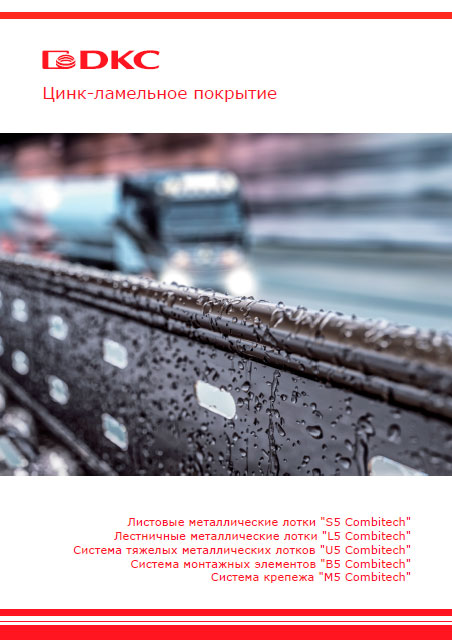 DKC
Цинк-ламельное покрытие
Листовые металлические лотки "S5 Combitech"
Лестничные металлические лотки "L5 Combitech"
Система тяжелых металлических лотков "U5 Combitech"
Система монтажных элементов "B5 Combitech"
Система крепежа "M5 Combitech"